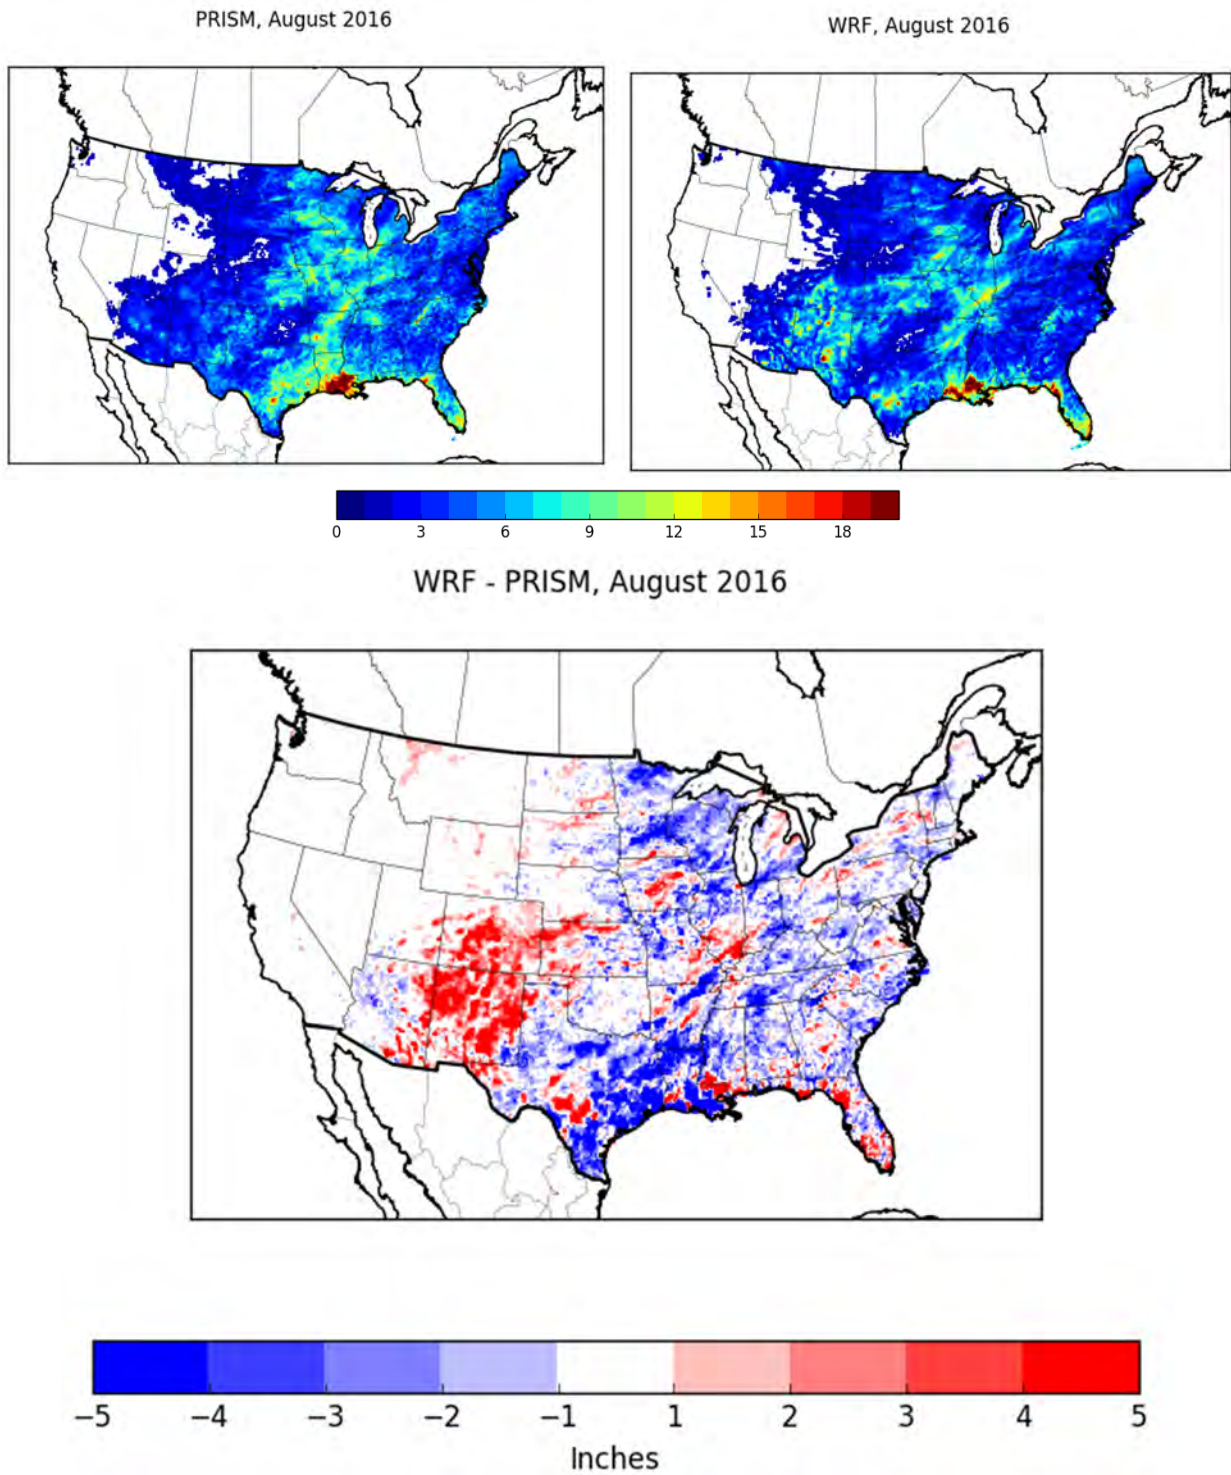 PRISM, August 2016
WRF, August 2016
0 3 6 9 12 15 18
WRF - PRISM, August 2016
−5 −4 −3 −2 −1 1 2 3 4 5
Inches